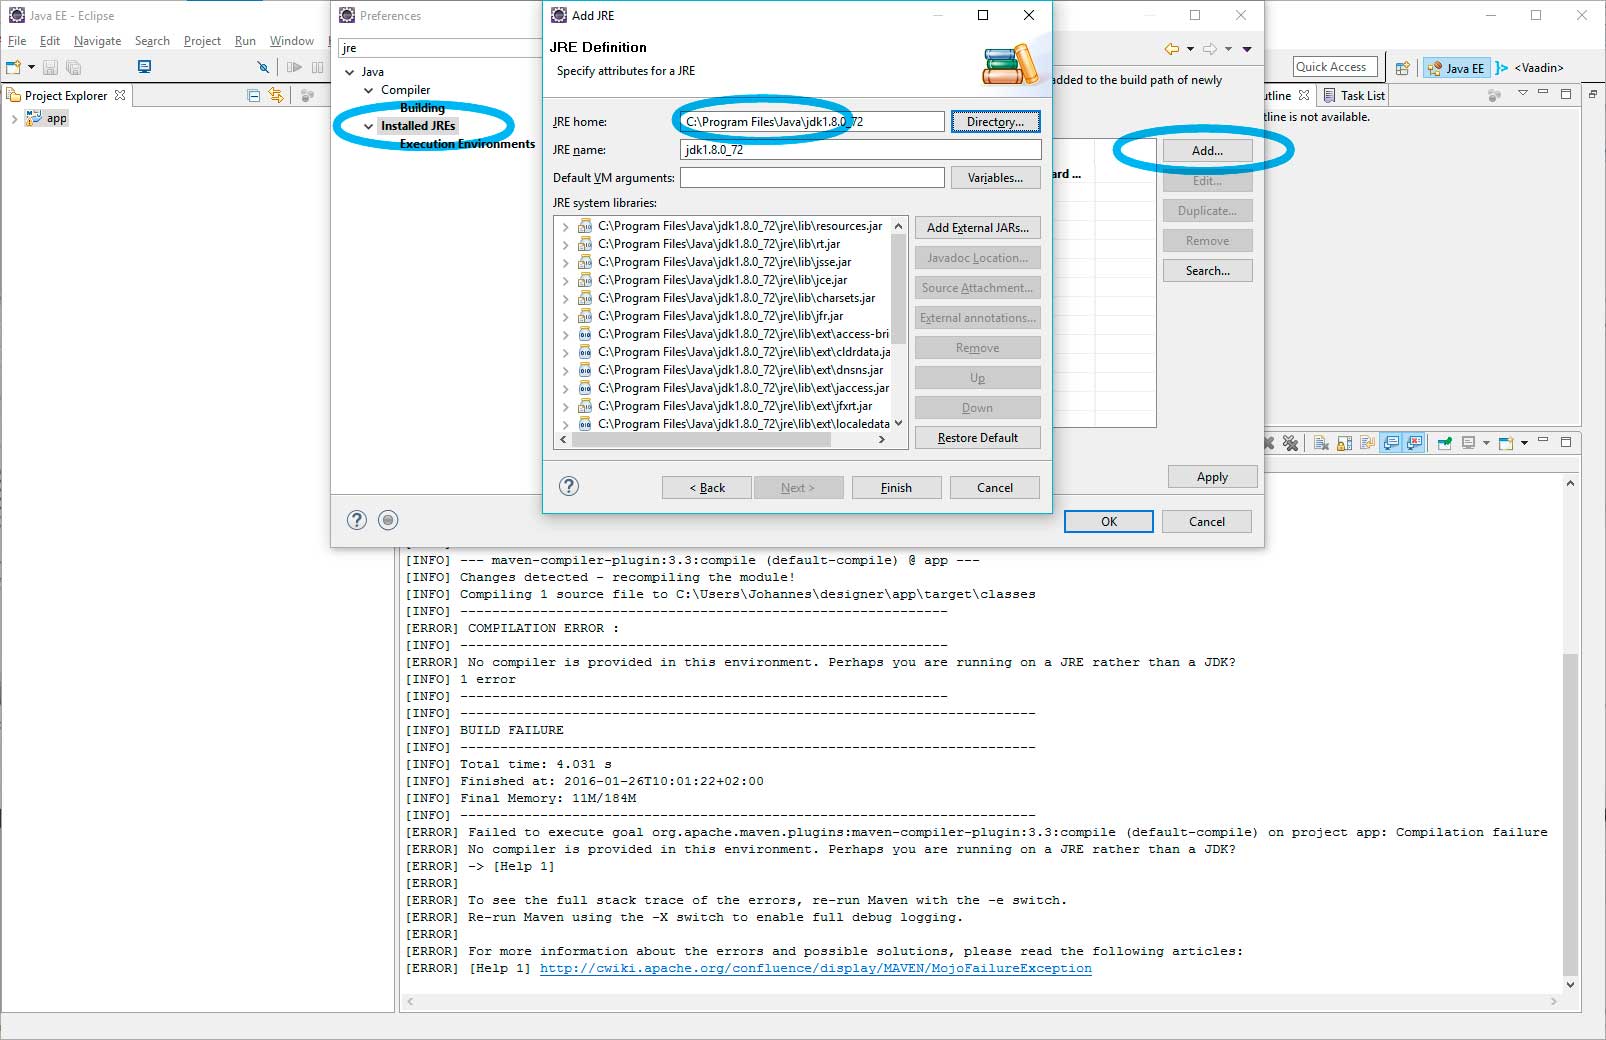 Java EE - Eclipse
File Edit Navigate Search Project Run Window
Quick Access
Java EE
<Vaadin>
Project Explorer
app
Preferences
jre
Java
Compiler
Building
Installed JREs
Execution Environments
Add JRE
JRE Definition
Specify attributes for a JRE
JRE home: C:\Program Files\Java\jdk1.8.0_72 Directory...
JRE name: jdk1.8.0_72
Default VM arguments: Variables...
JRE system libraries:
C:\Program Files\Java\jdk1.8.0_72\jre\lib\resources.jar
C:\Program Files\Java\jdk1.8.0_72\jre\lib\rt.jar
C:\Program Files\Java\jdk1.8.0_72\jre\lib\jsse.jar
C:\Program Files\Java\jdk1.8.0_72\jre\lib\jce.jar
C:\Program Files\Java\jdk1.8.0_72\jre\lib\charsets.jar
C:\Program Files\Java\jdk1.8.0_72\jre\lib\jfr.jar
C:\Program Files\Java\jdk1.8.0_72\jre\lib\ext\access-bri
C:\Program Files\Java\jdk1.8.0_72\jre\lib\ext\cldrdata.ja
C:\Program Files\Java\jdk1.8.0_72\jre\lib\ext\dnsns.jar
C:\Program Files\Java\jdk1.8.0_72\jre\lib\ext\jaccess.jar
C:\Program Files\Java\jdk1.8.0_72\jre\lib\ext\jfxrt.jar
C:\Program Files\Java\jdk1.8.0_72\jre\lib\ext\localedata
Add External JARs...
Javadoc Location...
Source Attachment...
External annotations...
Remove
Up
Down
Restore Default
< Back
Next >
Finish
Cancel
added to the build path of newly
ard ...
Add...
Edit...
Duplicate...
Remove
Search...
Apply
OK
Cancel
utline
Task List
tline is not available.
[INFO] --- maven-compiler-plugin:3.3:compile (default-compile) @ app ---
[INFO] Changes detected - recompiling the module!
[INFO] Compiling 1 source file to C:\Users\Johannes\designer\app\target\classes
[INFO] -------------------------------------------------------------
[ERROR] COMPILATION ERROR :
[INFO] -------------------------------------------------------------
[ERROR] No compiler is provided in this environment. Perhaps you are running on a JRE rather than a JDK?
[INFO] 1 error
[INFO] -------------------------------------------------------------
[INFO] ------------------------------------------------------------------------
[INFO] BUILD FAILURE
[INFO] ------------------------------------------------------------------------
[INFO] Total time: 4.031 s
[INFO] Finished at: 2016-01-26T10:01:22+02:00
[INFO] Final Memory: 11M/184M
[INFO] ------------------------------------------------------------------------
[ERROR] Failed to execute goal org.apache.maven.plugins:maven-compiler-plugin:3.3:compile (default-compile) on project app: Compilation failure
[ERROR] No compiler is provided in this environment. Perhaps you are running on a JRE rather than a JDK?
[ERROR] -> [Help 1]
[ERROR]
[ERROR] To see the full stack trace of the errors, re-run Maven with the -e switch.
[ERROR] Re-run Maven using the -X switch to enable full debug logging.
[ERROR]
[ERROR] For more information about the errors and possible solutions, please read the following articles:
[ERROR] [Help 1] http://cwiki.apache.org/confluence/display/MAVEN/MojoFailureException